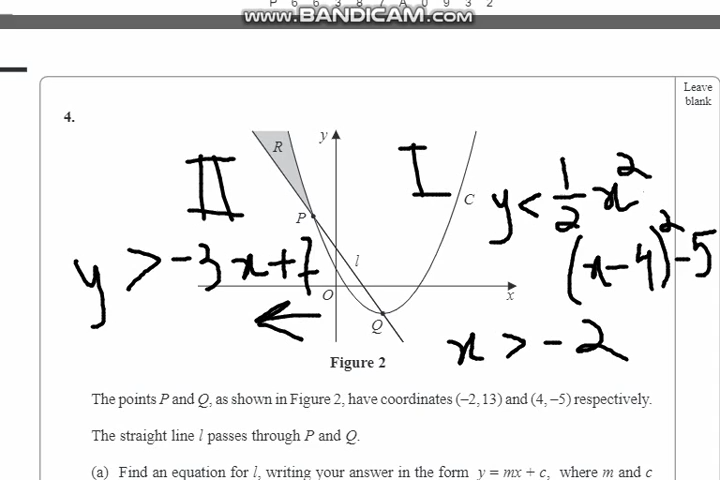 P 6 6 3 8 7 A 0 9 3 2
www.BANDICAM.com
Leave
blank
4.
y
R
II
I
C
y < 1/2 x²
P
l
y > -3x+7
(x-4)²-5
O
x
←
Q
x > -2
Figure 2
The points P and Q, as shown in Figure 2, have coordinates (−2, 13) and (4, −5) respectively.
The straight line l passes through P and Q.
(a) Find an equation for l, writing your answer in the form y = mx + c, where m and c